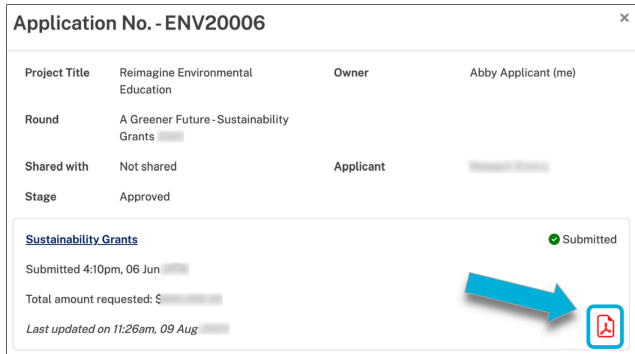 Application No. - ENV20006
×
Project Title Reimagine Environmental Owner Abby Applicant (me)
Education
Round A Greener Future - Sustainability
Grants
Shared with Not shared Applicant
Stage Approved
Sustainability Grants Submitted
Submitted 4:10pm, 06 Jun
Total amount requested: $
Last updated on 11:26am, 09 Aug